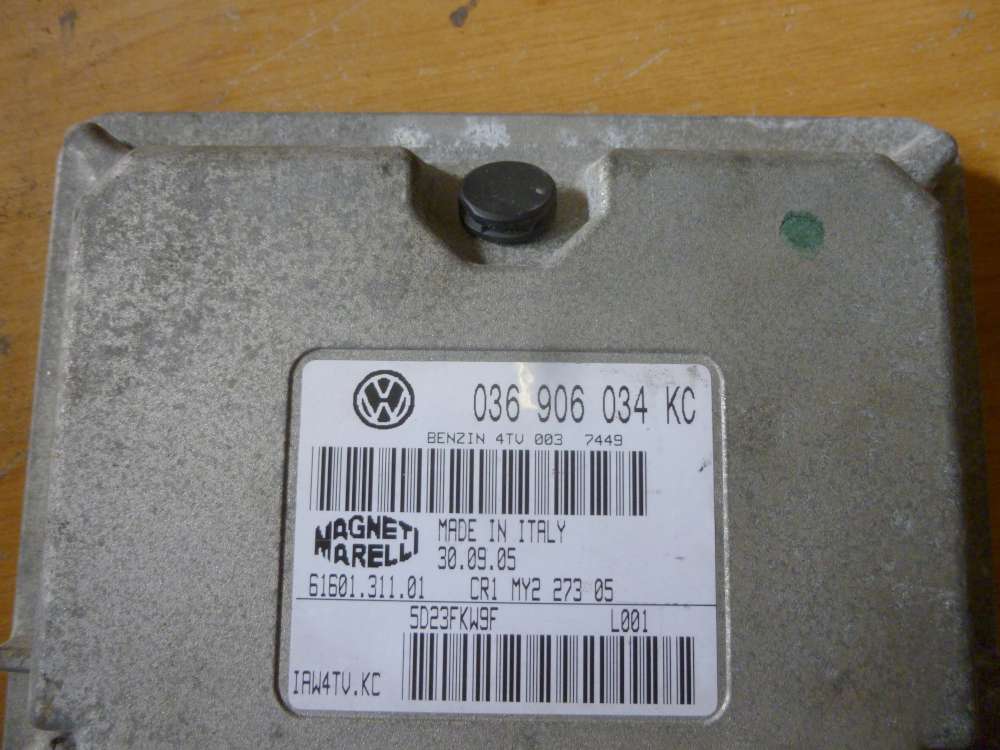 VW 036 906 034 KC
BENZIN 4TV 003 7449
MAGNETI
MARELLI
MADE IN ITALY
30.09.05
61601.311.01 CR1 MY2 273 05
5D23FKW9F L001
IAW4TV.KC